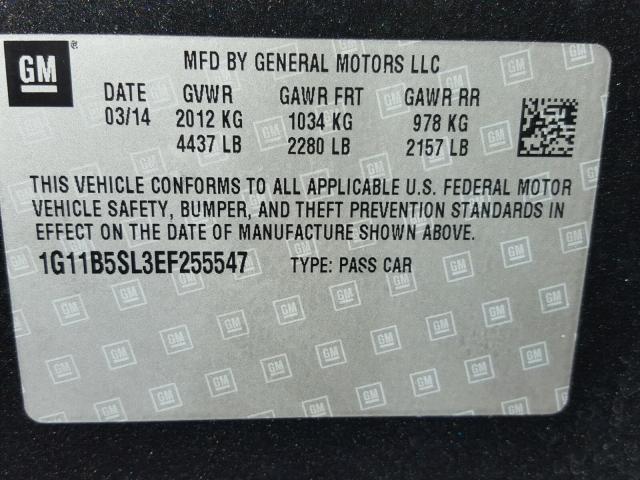 GM ®
MFD BY GENERAL MOTORS LLC
DATE GVWR GAWR FRT GAWR RR
03/14 2012 KG 1034 KG 978 KG
4437 LB 2280 LB 2157 LB
THIS VEHICLE CONFORMS TO ALL APPLICABLE U.S. FEDERAL MOTOR
VEHICLE SAFETY, BUMPER, AND THEFT PREVENTION STANDARDS IN
EFFECT ON THE DATE OF MANUFACTURE SHOWN ABOVE.
1G11B5SL3EF255547 TYPE: PASS CAR